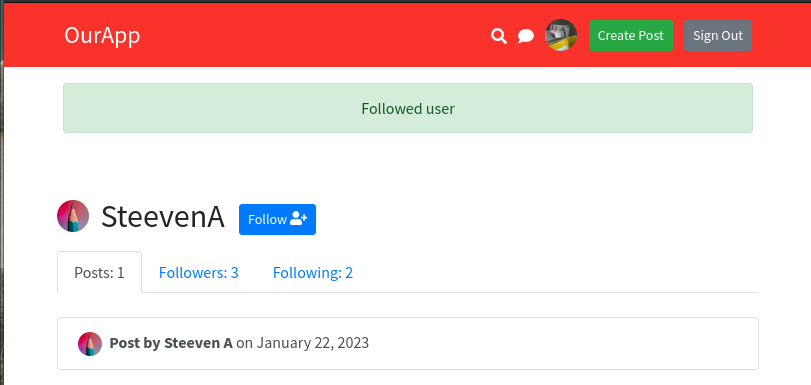 OurApp Create Post Sign Out
Followed user
SteevenA Follow
Posts: 1 Followers: 3 Following: 2
Post by Steeven A on January 22, 2023